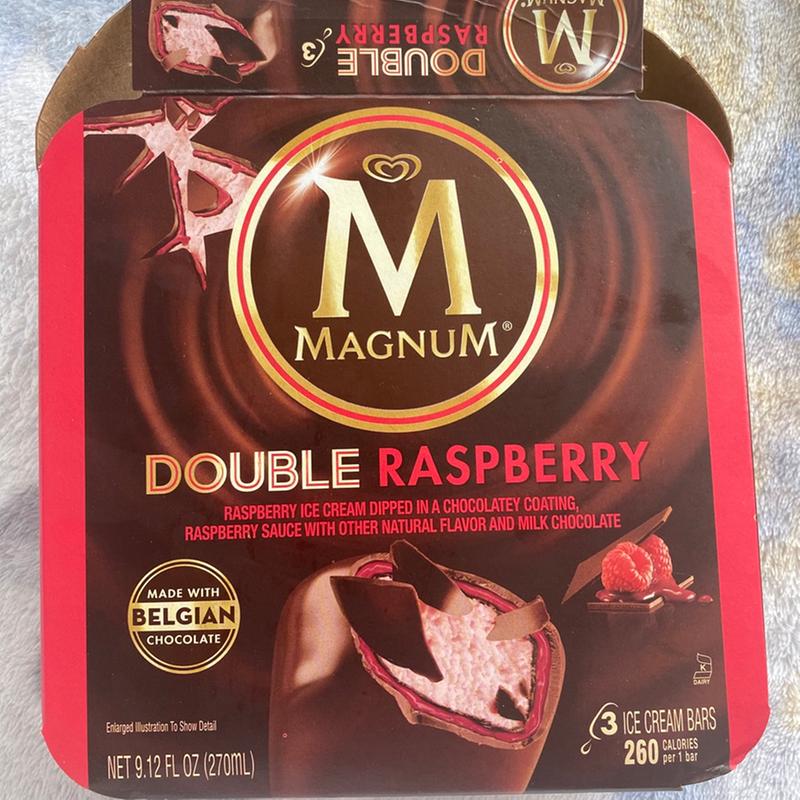 DOUBLE
RASPBERRY
3
M
MAGNUM
M
MAGNUM®
DOUBLE RASPBERRY
RASPBERRY ICE CREAM DIPPED IN A CHOCOLATEY COATING,
RASPBERRY SAUCE WITH OTHER NATURAL FLAVOR AND MILK CHOCOLATE
MADE WITH
BELGIAN
CHOCOLATE
K
DAIRY
Enlarged Illustration To Show Detail
NET 9.12 FL OZ (270mL)
3 ICE CREAM BARS
260 CALORIES
per 1 bar